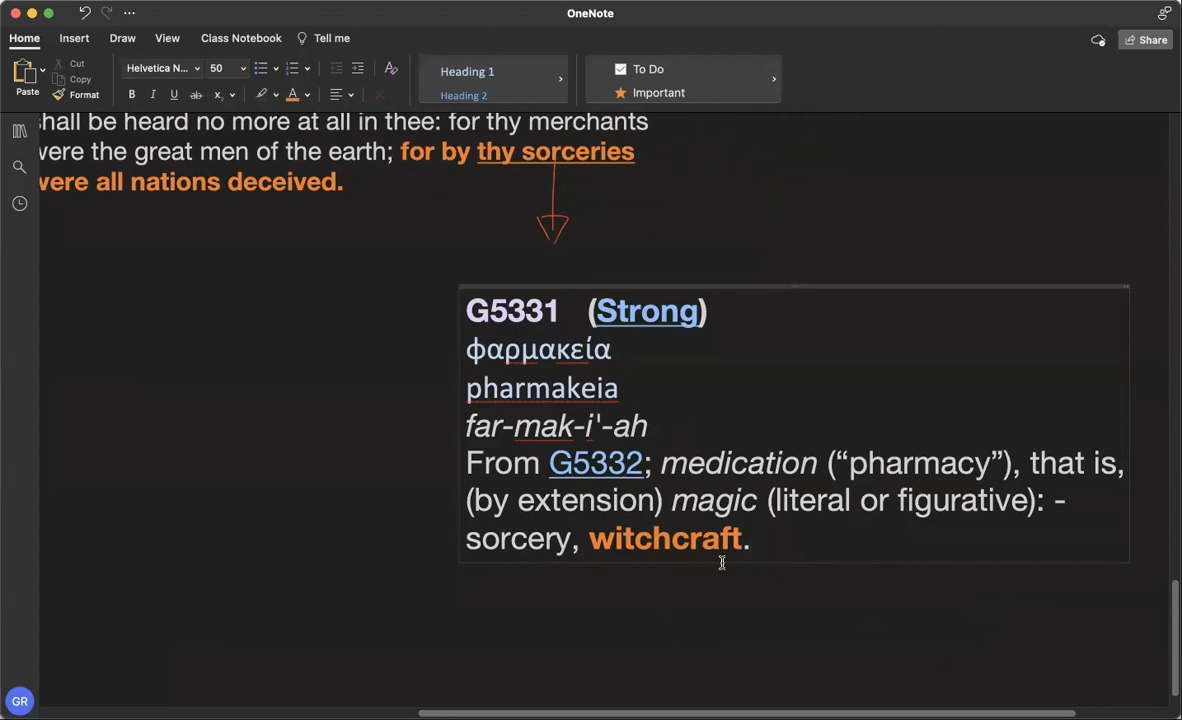 OneNote
Home Insert Draw View Class Notebook Tell me
Share
Paste
Cut
Copy
Format
Helvetica N... 50
B I U ab x
Heading 1
Heading 2
To Do
Important
hall be heard no more at all in thee: for thy merchants
were the great men of the earth; for by thy sorceries
were all nations deceived.
G5331 (Strong)
φαρμακεία
pharmakeia
far-mak-i'-ah
From G5332; medication (“pharmacy”), that is,
(by extension) magic (literal or figurative): -
sorcery, witchcraft.
GR